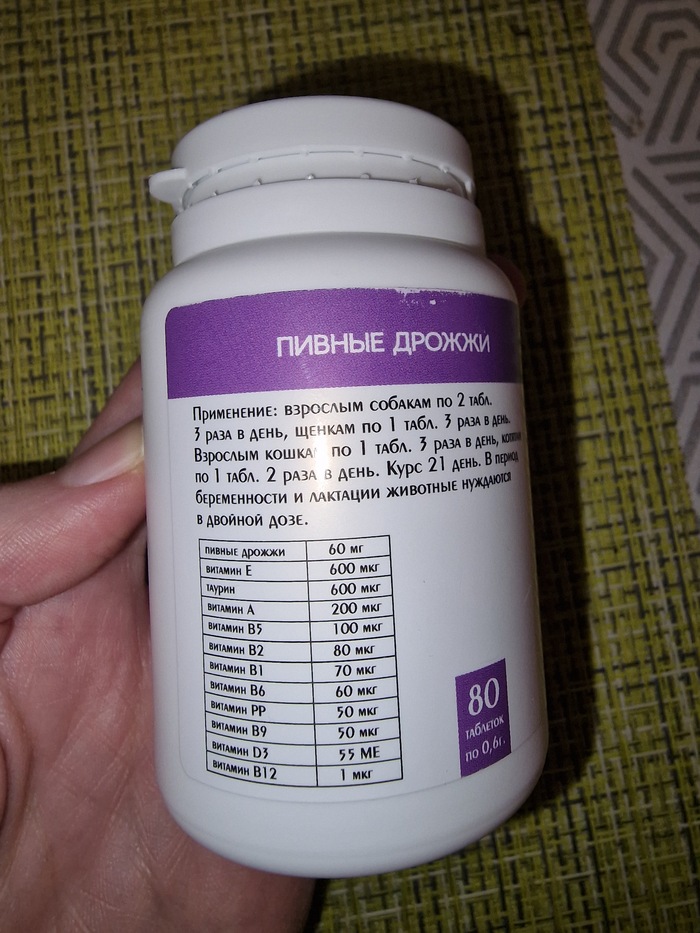 ПИВНЫЕ ДРОЖЖИ
Применение: взрослым собакам по 2 табл.
3 раза в день, щенкам по 1 табл. 3 раза в день.
Взрослым по 1 табл. 3 раза в день,
по 1 табл. 2 раза в день. Курс 21 день. В период
беременности и лактации животные нуждаются
в двойной дозе.
пивные дрожжи 60 мг
витамин Е 600 мкг
таурин 600 мкг
витамин А 200 мкг
витамин В5 100 мкг
витамин В2 80 мкг
витамин В1 70 мкг
витамин В6 60 мкг
витамин РР 50 мкг
витамин В9 50 мкг
витамин D3 55 МЕ
витамин В12 1 мкг
80
таблеток
по 0,6г.